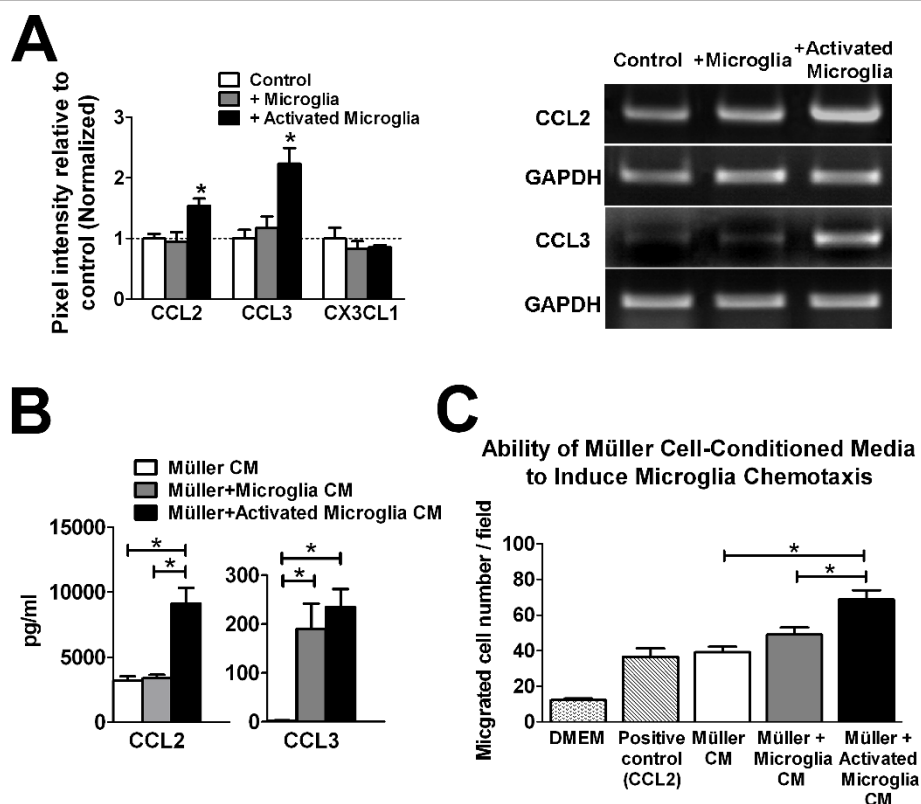 A
Control
+ Microglia
+ Activated Microglia
Pixel intensity relative to
control (Normalized)
3
2
1
0
*
*
CCL2
CCL3
CX3CL1
Control
+Microglia
+Activated
Microglia
CCL2
GAPDH
CCL3
GAPDH
B
Müller CM
Müller+Microglia CM
Müller+Activated Microglia CM
pg/ml
15000
10000
5000
0
*
*
CCL2
300
200
100
0
*
*
CCL3
C
Ability of Müller Cell-Conditioned Media
to Induce Microglia Chemotaxis
Micgrated cell number / field
100
80
60
40
20
0
*
*
DMEM
Positive
control
(CCL2)
Müller
CM
Müller +
Microglia
CM
Müller +
Activated
Microglia
CM